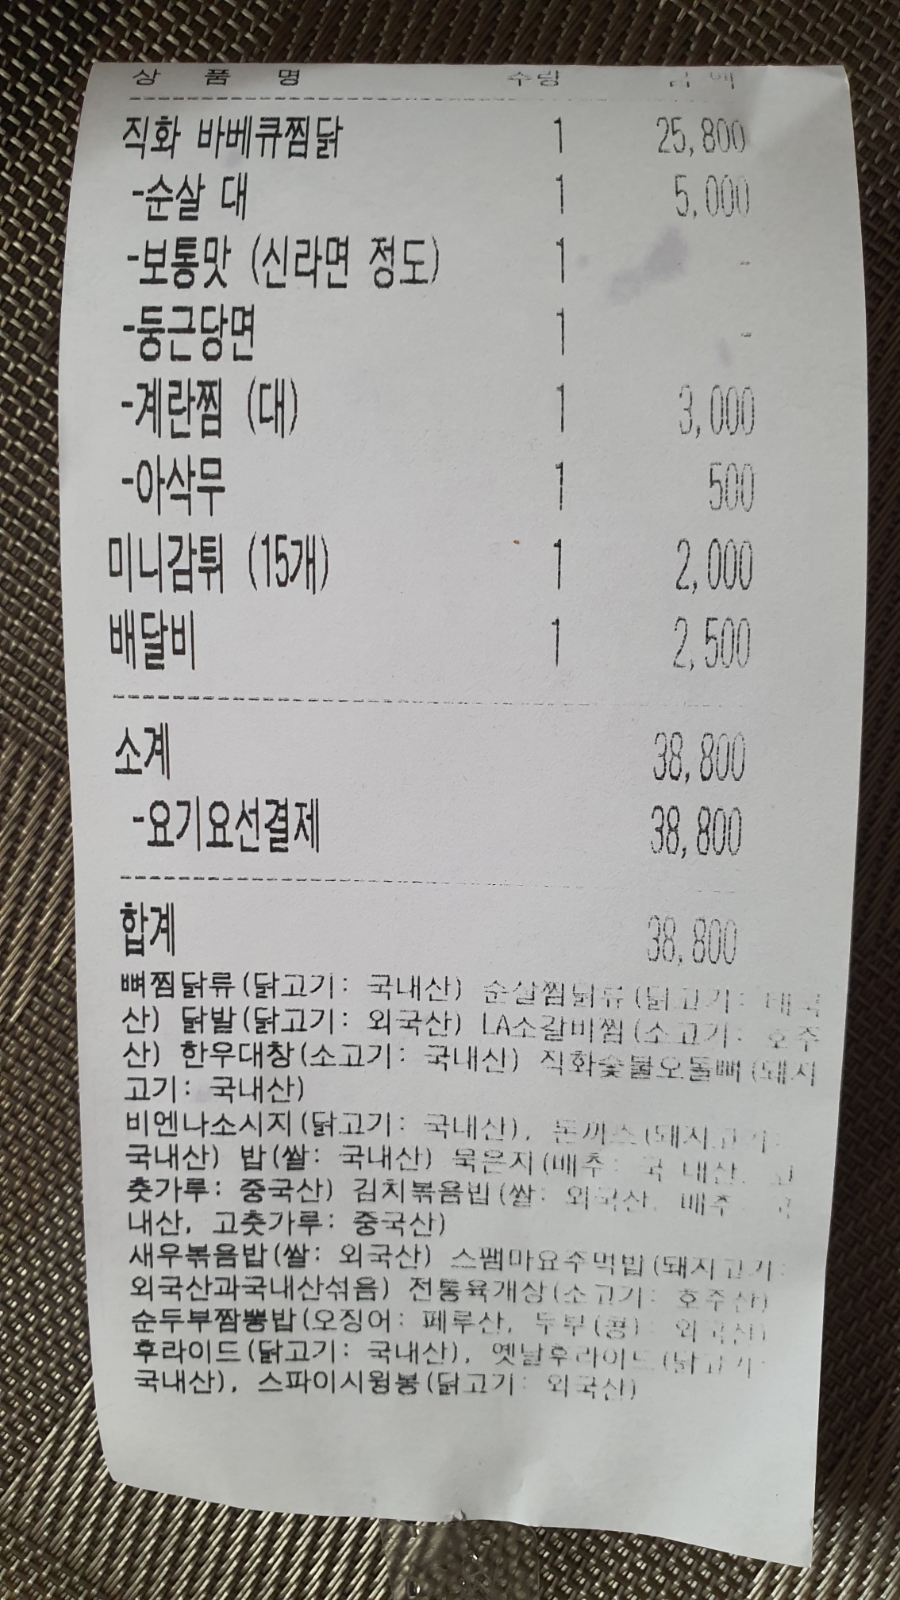 상 품 명 수량 금 액
직화 바베큐찜닭 1 25,800
-순살 대 1 5,000
-보통맛 (신라면 정도) 1 -
-둥근당면 1 -
-계란찜 (대) 1 3,000
-아삭무 1 500
미니감튀 (15개) 1 2,000
배달비 1 2,500
소계 38,800
-요기요선결제 38,800
합계 38,800
뼈찜닭류(닭고기: 국내산) 순살찜닭류(닭고기:
산) 닭발(닭고기: 외국산) LA소갈비찜(소고기: 호주
산) 한우대창(소고기: 국내산) 직화숯불오돌뼈(돼지
고기: 국내산)
비엔나소시지(닭고기: 국내산), 돈까스(돼지고기:
국내산) 밥(쌀: 국내산) 묵은지(배추: 국내산, 고
춧가루: 중국산) 김치볶음밥(쌀: 외국산, 배추: 국
내산, 고춧가루: 중국산)
새우볶음밥(쌀: 외국산) 스팸마요주먹밥(돼지고기:
외국산과국내산섞음) 전통육개상(소고기: 호주산)
순두부짬뽕밥(오징어: 페루산, 두부(콩): 외국산)
후라이드(닭고기: 국내산), 옛날후라이드(닭고기:
국내산), 스파이시윙봉(닭고기: 외국산)